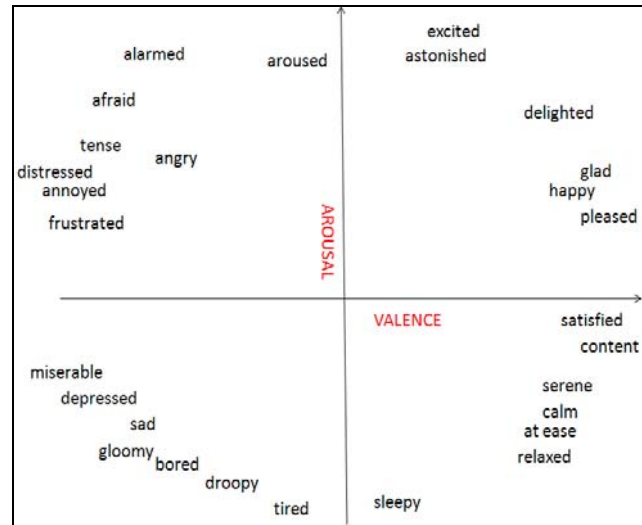 excited
alarmed
aroused
astonished
afraid
delighted
tense
angry
distressed
glad
annoyed
happy
frustrated
pleased
AROUSAL
VALENCE
satisfied
content
miserable
serene
depressed
calm
sad
at ease
gloomy
bored
relaxed
droopy
tired
sleepy